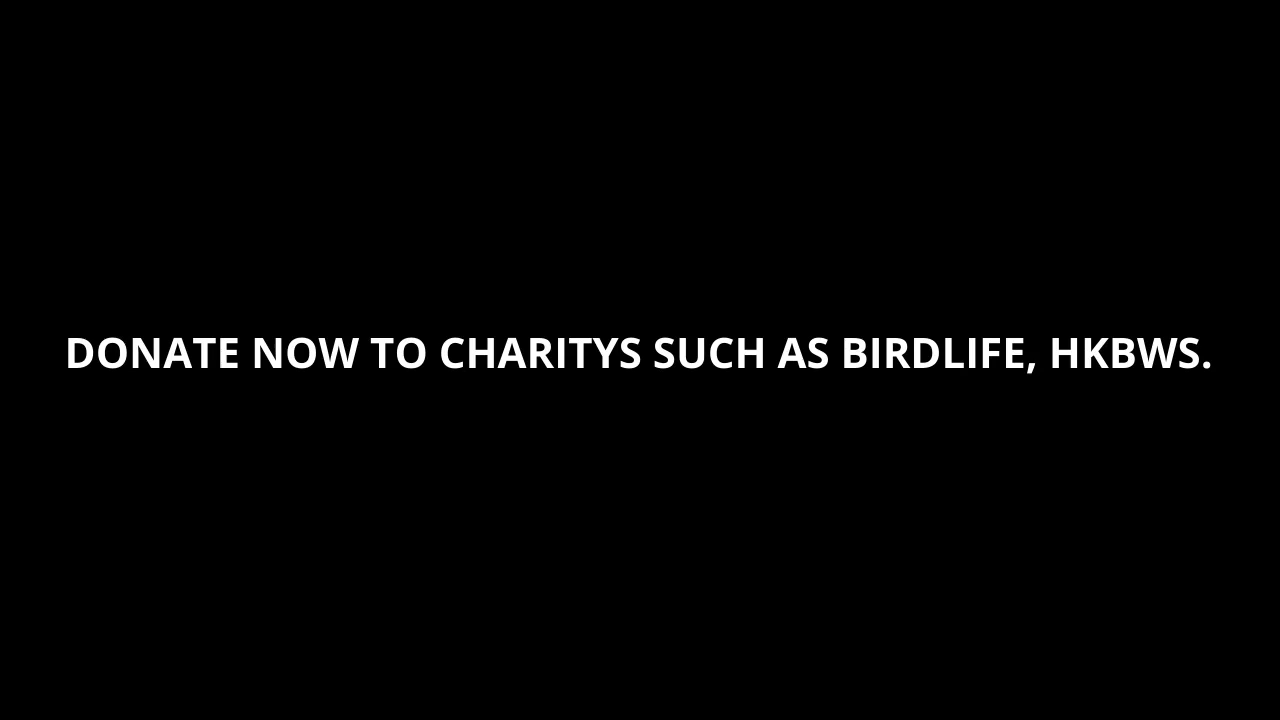 DONATE NOW TO CHARITYS SUCH AS BIRDLIFE, HKBWS.